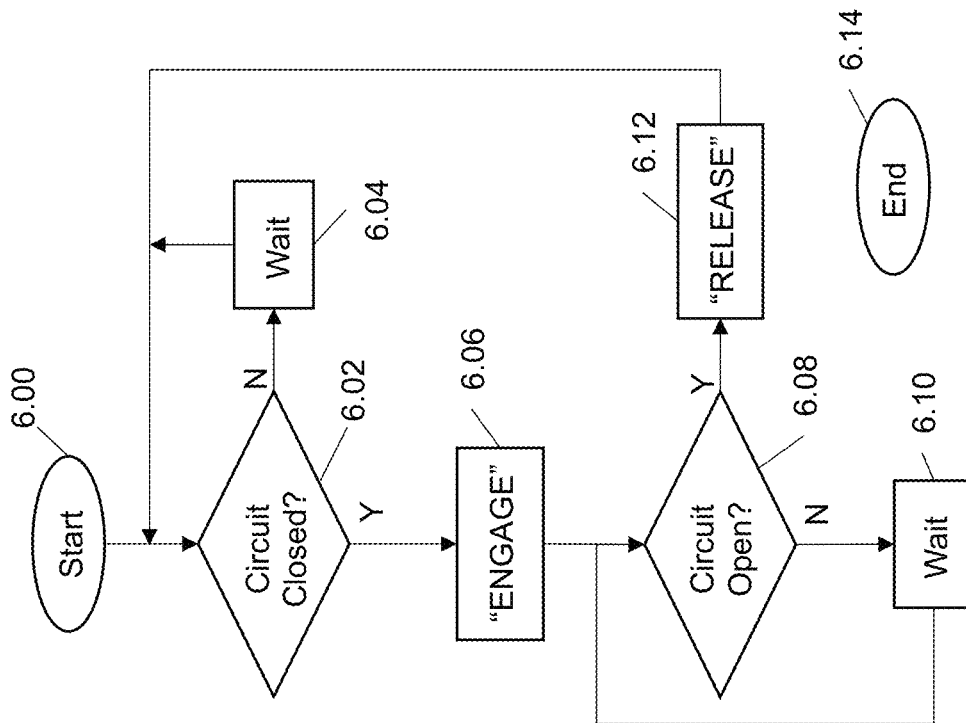 Start
6.00
Circuit
Closed?
6.02
N
Wait
6.04
Y
“ENGAGE”
6.06
Circuit
Open?
6.08
Y
“RELEASE”
6.12
N
Wait
6.10
End
6.14